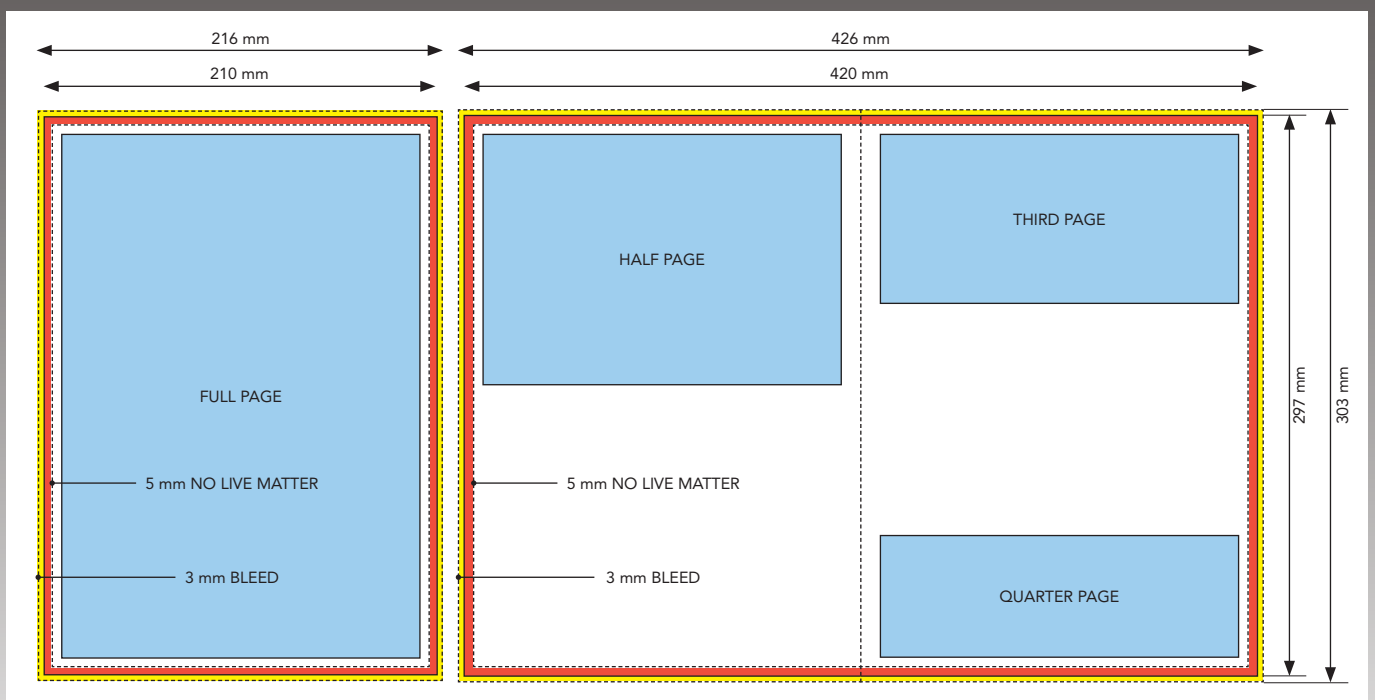 216 mm
426 mm
210 mm
420 mm
THIRD PAGE
HALF PAGE
FULL PAGE
297 mm
303 mm
5 mm NO LIVE MATTER
5 mm NO LIVE MATTER
3 mm BLEED
3 mm BLEED
QUARTER PAGE